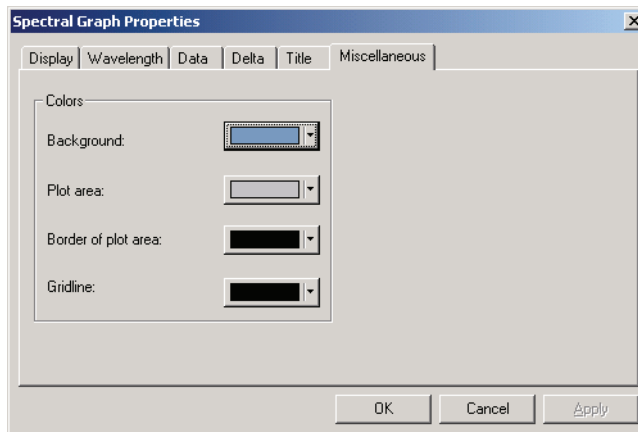 Spectral Graph Properties
Display Wavelength Data Delta Title Miscellaneous
Colors
Background:
Plot area:
Border of plot area:
Gridline:
OK Cancel Apply